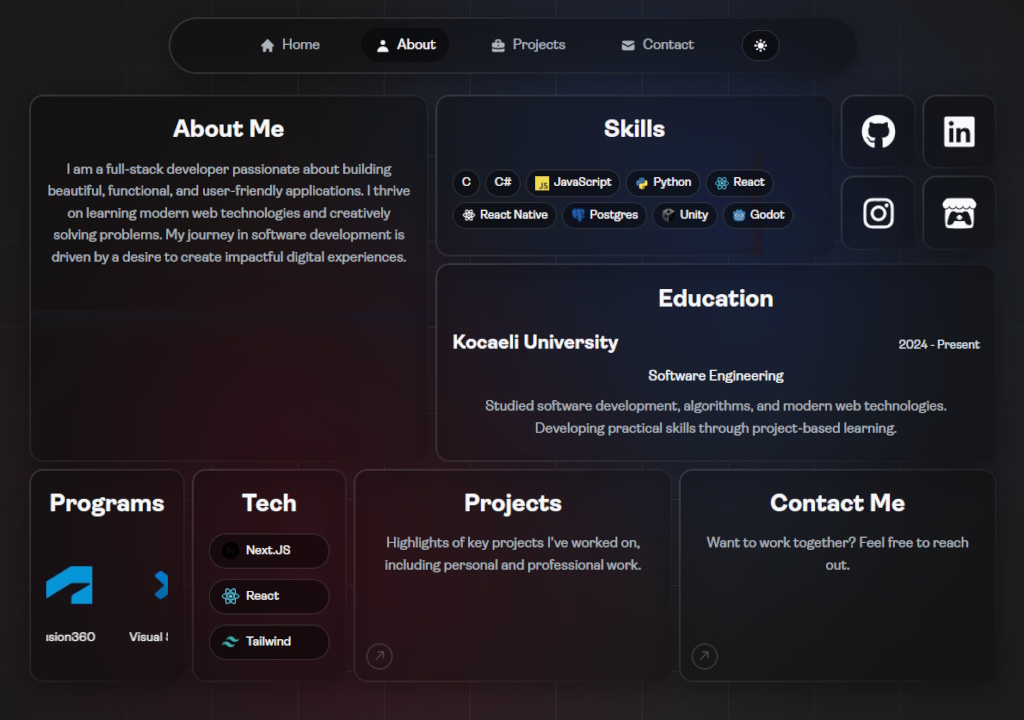 Home
About
Projects
Contact
About Me
I am a full-stack developer passionate about building
beautiful, functional, and user-friendly applications. I thrive
on learning modern web technologies and creatively
solving problems. My journey in software development is
driven by a desire to create impactful digital experiences.
Skills
C
C#
JS
JavaScript
Python
React
React Native
Postgres
Unity
Godot
in
Education
Kocaeli University
2024 - Present
Software Engineering
Studied software development, algorithms, and modern web technologies.
Developing practical skills through project-based learning.
Programs
sion360
Visual
Tech
Next.JS
React
Tailwind
Projects
Highlights of key projects I've worked on,
including personal and professional work.
Contact Me
Want to work together? Feel free to reach
out.